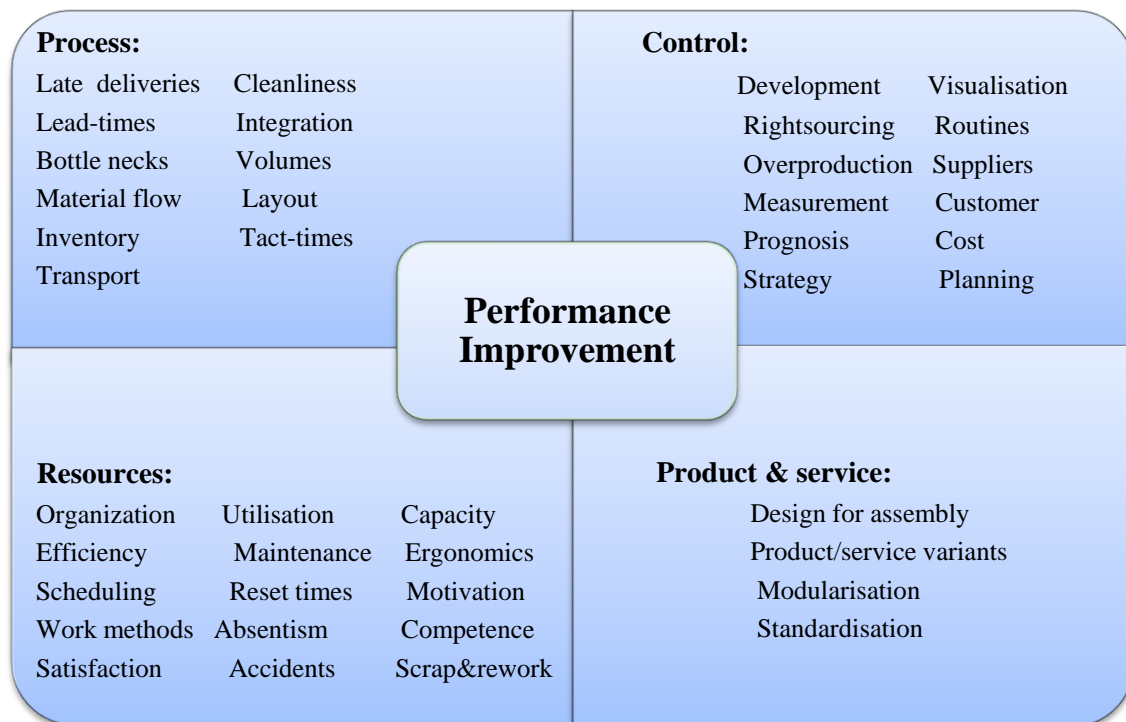 Process:
Late deliveries Cleanliness
Lead-times Integration
Bottle necks Volumes
Material flow Layout
Inventory Tact-times
Transport
Control:
Development Visualisation
Rightsourcing Routines
Overproduction Suppliers
Measurement Customer
Prognosis Cost
Strategy Planning
Performance
Improvement
Resources:
Organization Utilisation Capacity
Efficiency Maintenance Ergonomics
Scheduling Reset times Motivation
Work methods Absentism Competence
Satisfaction Accidents Scrap&rework
Product & service:
Design for assembly
Product/service variants
Modularisation
Standardisation